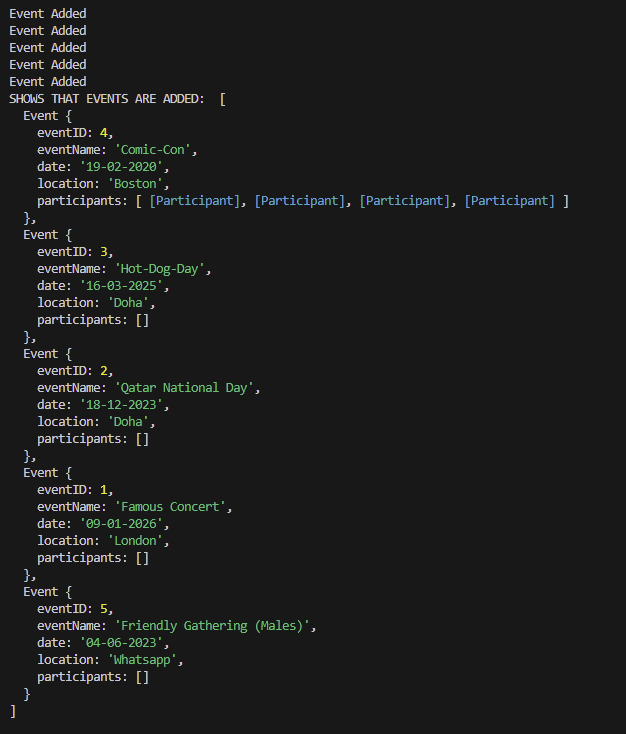 Event Added
Event Added
Event Added
Event Added
Event Added
SHOWS THAT EVENTS ARE ADDED:  [
  Event {
    eventID: 4,
    eventName: 'Comic-Con',
    date: '19-02-2020',
    location: 'Boston',
    participants: [ [Participant], [Participant], [Participant], [Participant] ]
  },
  Event {
    eventID: 3,
    eventName: 'Hot-Dog-Day',
    date: '16-03-2025',
    location: 'Doha',
    participants: []
  },
  Event {
    eventID: 2,
    eventName: 'Qatar National Day',
    date: '18-12-2023',
    location: 'Doha',
    participants: []
  },
  Event {
    eventID: 1,
    eventName: 'Famous Concert',
    date: '09-01-2026',
    location: 'London',
    participants: []
  },
  Event {
    eventID: 5,
    eventName: 'Friendly Gathering (Males)',
    date: '04-06-2023',
    location: 'Whatsapp',
    participants: []
  }
]